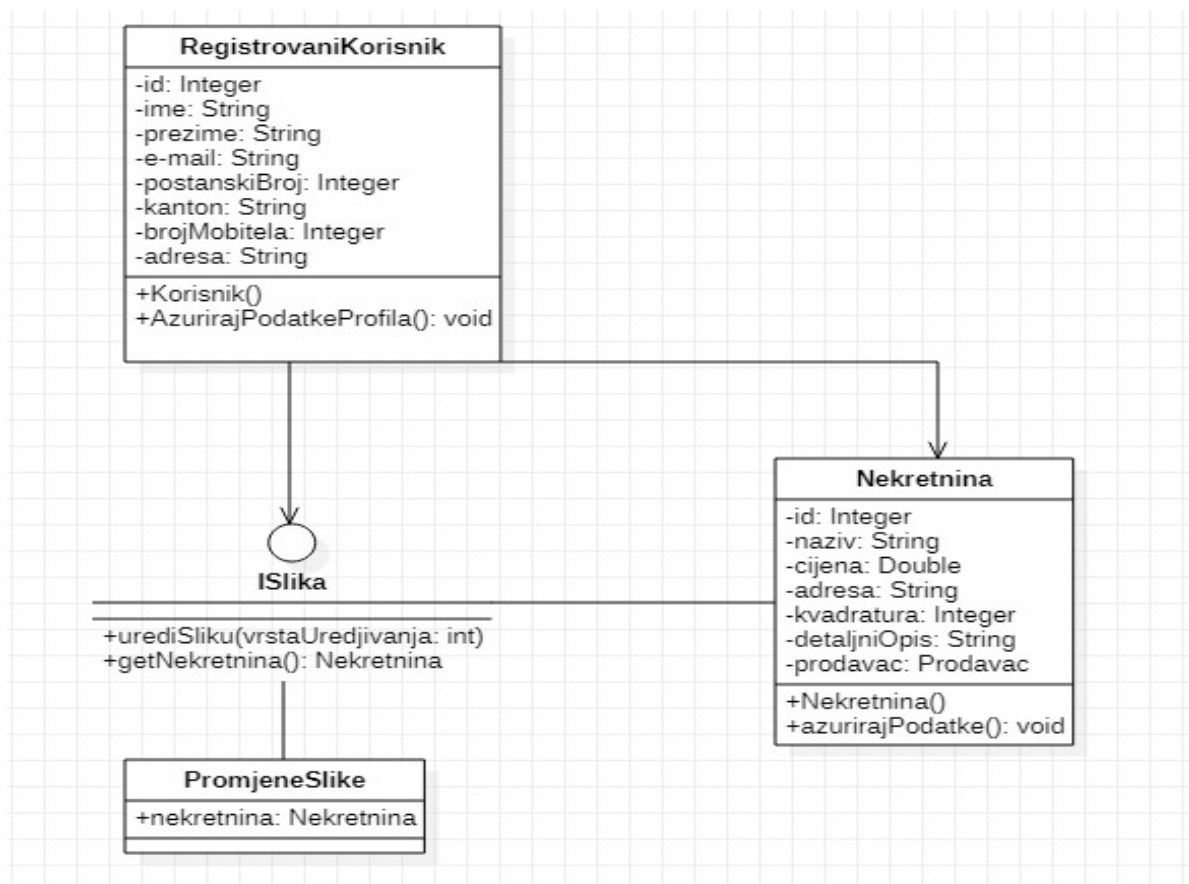 RegistrovaniKorisnik
-id: Integer
-ime: String
-prezime: String
-e-mail: String
-postanskiBroj: Integer
-kanton: String
-brojMobitela: Integer
-adresa: String
+Korisnik()
+AzurirajPodatkeProfila(): void
ISlika
+urediSliku(vrstaUredjivanja: int)
+getNekretnina(): Nekretnina
Nekretnina
-id: Integer
-naziv: String
-cijena: Double
-adresa: String
-kvadratura: Integer
-detaljniOpis: String
-prodavac: Prodavac
+Nekretnina()
+azurirajPodatke(): void
PromjeneSlike
+nekretnina: Nekretnina